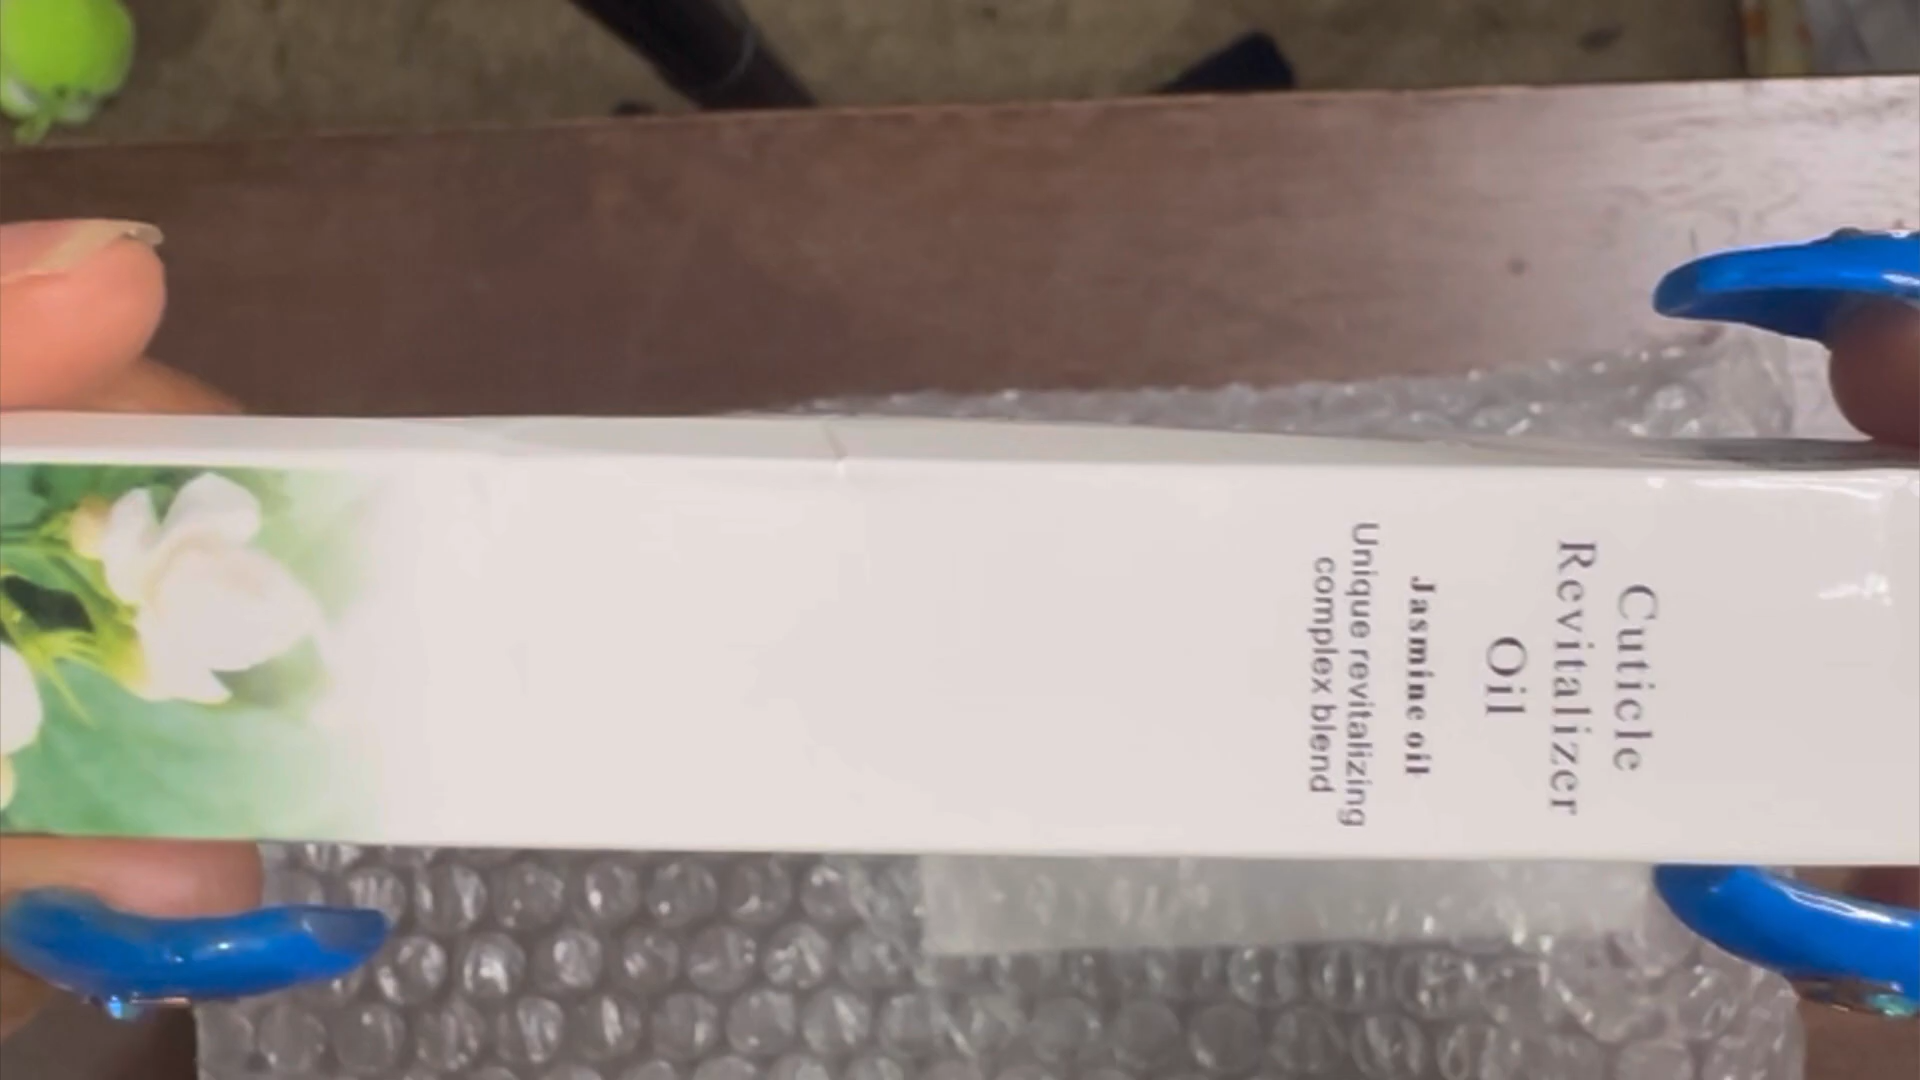 Cuticle
Revitalizer
Oil
Jasmine oil
Unique revitalizing
complex blend